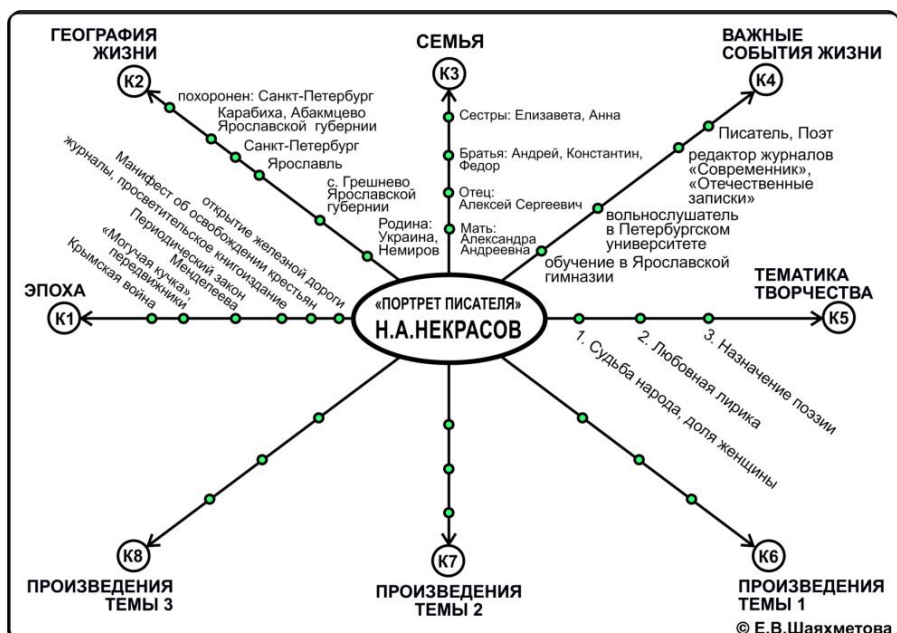 ГЕОГРАФИЯ
ЖИЗНИ
К2
похоронен: Санкт-Петербург
Карабиха, Абакмцево
Ярославской губернии
Санкт-Петербург
Ярославль
с. Грешнево
Ярославской
губернии
Родина:
Украина,
Немиров
СЕМЬЯ
К3
Сестры: Елизавета, Анна
Братья: Андрей, Константин,
Федор
Отец:
Алексей Сергеевич
Мать:
Александра
Андреевна
ВАЖНЫЕ
СОБЫТИЯ ЖИЗНИ
К4
Писатель, Поэт
редактор журналов
«Современник»,
«Отечественные
записки»
вольнослушатель
в Петербургском
университете
обучение в Ярославской
гимназии
ЭПОХА
К1
Крымская война
«Могучая кучка»,
передвижники
Периодический закон
Менделеева
журналы, просветительское книгоиздание
Манифест об освобождении крестьян
открытие железной дороги
«ПОРТРЕТ ПИСАТЕЛЯ»
Н.А.НЕКРАСОВ
ТЕМАТИКА
ТВОРЧЕСТВА
К5
1. Судьба народа, доля женщины
2. Любовная лирика
3. Назначение поэзии
К8
ПРОИЗВЕДЕНИЯ
ТЕМЫ 3
К7
ПРОИЗВЕДЕНИЯ
ТЕМЫ 2
К6
ПРОИЗВЕДЕНИЯ
ТЕМЫ 1
© Е.В.Шаяхметова